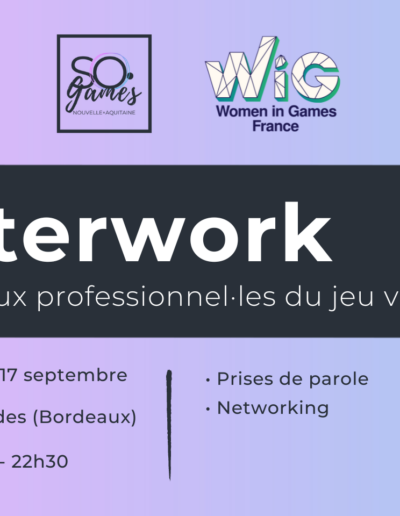 SO.
Games
NOUVELLE-AQUITAINE
WiG
Women in Games
France
terwork
ux professionnel·les du jeu v
17 septembre
des (Bordeaux)
- 22h30
• Prises de parole
• Networking